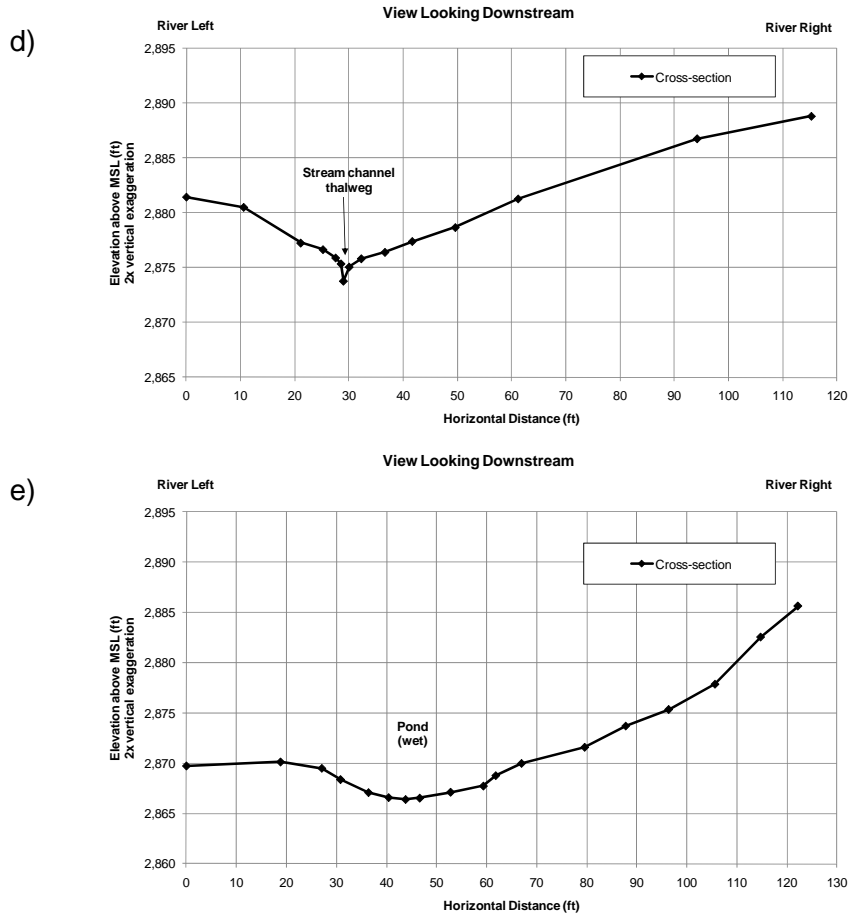 d)
View Looking Downstream
River Left
River Right
2,895
2,890
2,885
2,880
2,875
2,870
2,865
Elevation above MSL (ft)
2x vertical exaggeration
Cross-section
Stream channel
thalweg
0 10 20 30 40 50 60 70 80 90 100 110 120
Horizontal Distance (ft)
e)
View Looking Downstream
River Left
River Right
2,895
2,890
2,885
2,880
2,875
2,870
2,865
2,860
Elevation above MSL (ft)
2x vertical exaggeration
Cross-section
Pond
(wet)
0 10 20 30 40 50 60 70 80 90 100 110 120 130
Horizontal Distance (ft)